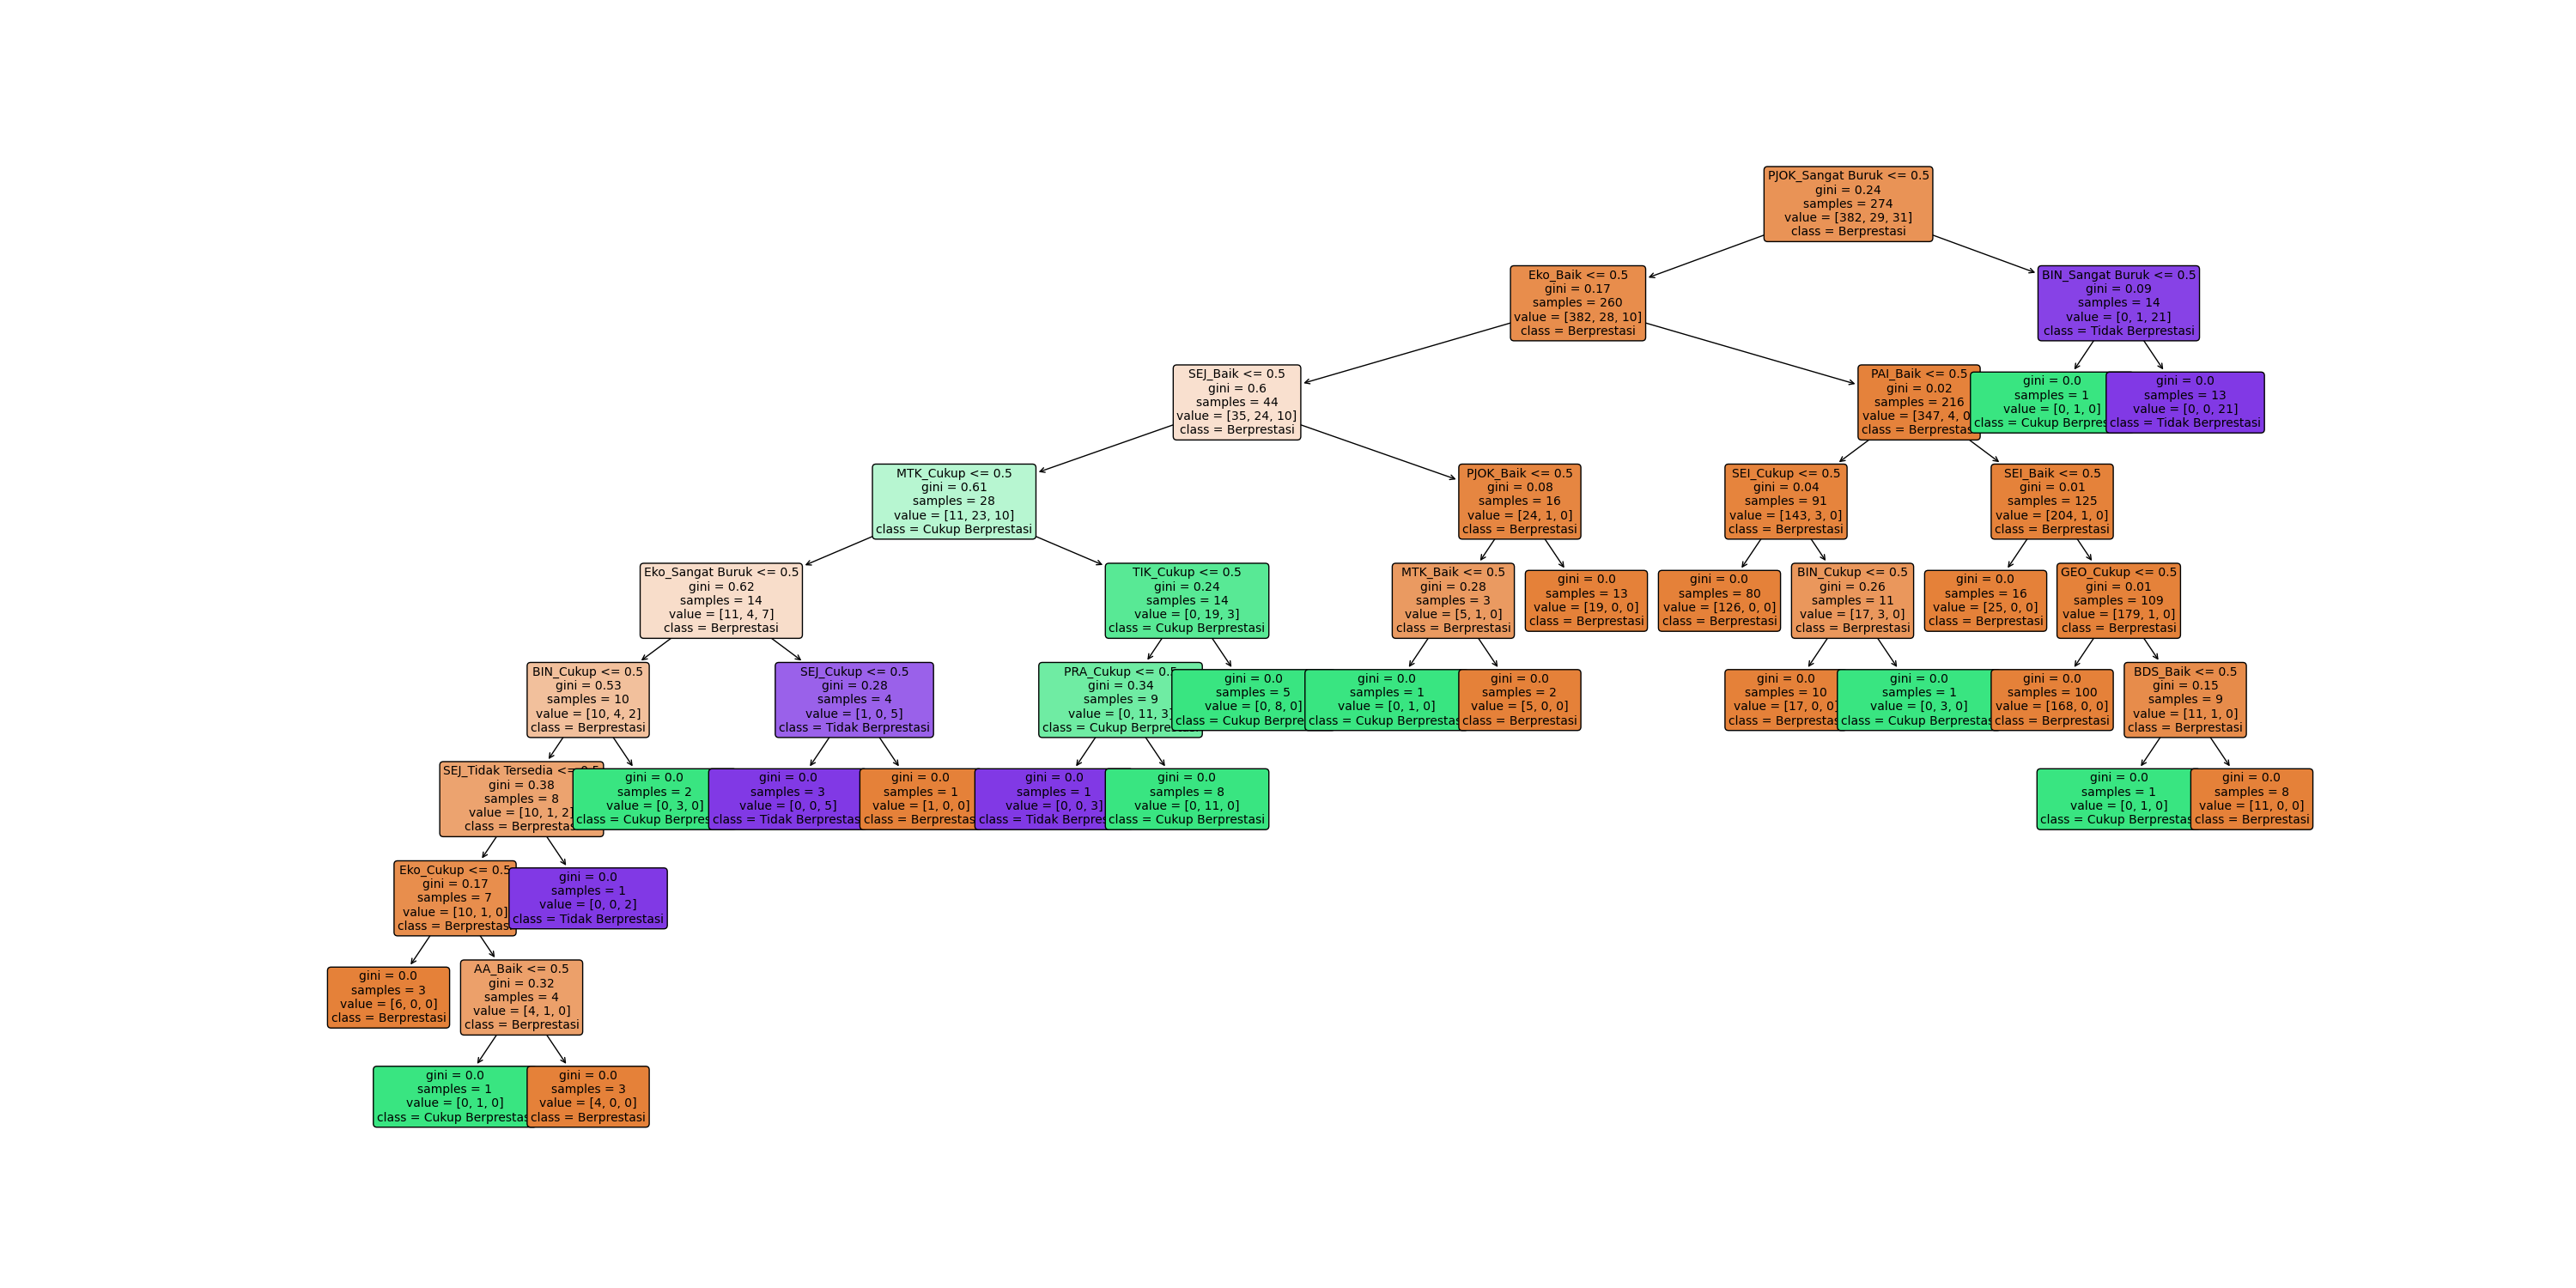 PJOK_Sangat Buruk <= 0.5
gini = 0.24
samples = 274
value = [382, 29, 31]
class = Berprestasi
Eko_Baik <= 0.5
gini = 0.17
samples = 260
value = [382, 28, 10]
class = Berprestasi
BIN_Sangat Buruk <= 0.5
gini = 0.09
samples = 14
value = [0, 1, 21]
class = Tidak Berprestasi
SEJ_Baik <= 0.5
gini = 0.6
samples = 44
value = [35, 24, 10]
class = Berprestasi
PAI_Baik <= 0.5
gini = 0.02
samples = 216
value = [347, 4, 0
class = Berprestas
gini = 0.0
samples = 1
value = [0, 1, 0]
class = Cukup Berpres
gini = 0.0
samples = 13
value = [0, 0, 21]
class = Tidak Berprestasi
MTK_Cukup <= 0.5
gini = 0.61
samples = 28
value = [11, 23, 10]
class = Cukup Berprestasi
PJOK_Baik <= 0.5
gini = 0.08
samples = 16
value = [24, 1, 0]
class = Berprestasi
SEI_Cukup <= 0.5
gini = 0.04
samples = 91
value = [143, 3, 0]
class = Berprestasi
SEI_Baik <= 0.5
gini = 0.01
samples = 125
value = [204, 1, 0]
class = Berprestasi
Eko_Sangat Buruk <= 0.5
gini = 0.62
samples = 14
value = [11, 4, 7]
class = Berprestasi
TIK_Cukup <= 0.5
gini = 0.24
samples = 14
value = [0, 19, 3]
class = Cukup Berprestasi
MTK_Baik <= 0.5
gini = 0.28
samples = 3
value = [5, 1, 0]
class = Berprestasi
gini = 0.0
samples = 13
value = [19, 0, 0]
class = Berprestasi
gini = 0.0
samples = 80
value = [126, 0, 0]
class = Berprestasi
BIN_Cukup <= 0.5
gini = 0.26
samples = 11
value = [17, 3, 0]
class = Berprestasi
gini = 0.0
samples = 16
value = [25, 0, 0]
class = Berprestasi
GEO_Cukup <= 0.5
gini = 0.01
samples = 109
value = [179, 1, 0]
class = Berprestasi
BIN_Cukup <= 0.5
gini = 0.53
samples = 10
value = [10, 4, 2]
class = Berprestasi
SEJ_Cukup <= 0.5
gini = 0.28
samples = 4
value = [1, 0, 5]
class = Tidak Berprestasi
PRA_Cukup <= 0.5
gini = 0.34
samples = 9
value = [0, 11, 3]
class = Cukup Berpre
gini = 0.0
samples = 5
value = [0, 8, 0]
class = Cukup Berpre
gini = 0.0
samples = 1
value = [0, 1, 0]
class = Cukup Berprestas
gini = 0.0
samples = 2
value = [5, 0, 0]
class = Berprestasi
gini = 0.0
samples = 10
value = [17, 0, 0]
class = Berprestas
gini = 0.0
samples = 1
value = [0, 3, 0]
class = Cukup Berprestas
gini = 0.0
samples = 100
value = [168, 0, 0]
class = Berprestasi
BDS_Baik <= 0.5
gini = 0.15
samples = 9
value = [11, 1, 0]
class = Berprestasi
SEJ_Tidak Tersedia <= 0.5
gini = 0.38
samples = 8
value = [10, 1, 2]
class = Berprestas
gini = 0.0
samples = 2
value = [0, 3, 0]
class = Cukup Berpres
gini = 0.0
samples = 3
value = [0, 0, 5]
class = Tidak Berprestas
gini = 0.0
samples = 1
value = [1, 0, 0]
class = Berprestas
gini = 0.0
samples = 1
value = [0, 0, 3]
class = Tidak Berpres
gini = 0.0
samples = 8
value = [0, 11, 0]
class = Cukup Berprestasi
gini = 0.0
samples = 1
value = [0, 1, 0]
class = Cukup Berprestas
gini = 0.0
samples = 8
value = [11, 0, 0]
class = Berprestasi
Eko_Cukup <= 0.5
gini = 0.17
samples = 7
value = [10, 1, 0]
class = Berprestas
gini = 0.0
samples = 1
value = [0, 0, 2]
class = Tidak Berprestasi
gini = 0.0
samples = 3
value = [6, 0, 0]
class = Berprestasi
AA_Baik <= 0.5
gini = 0.32
samples = 4
value = [4, 1, 0]
class = Berprestasi
gini = 0.0
samples = 1
value = [0, 1, 0]
class = Cukup Berprestas
gini = 0.0
samples = 3
value = [4, 0, 0]
class = Berprestasi